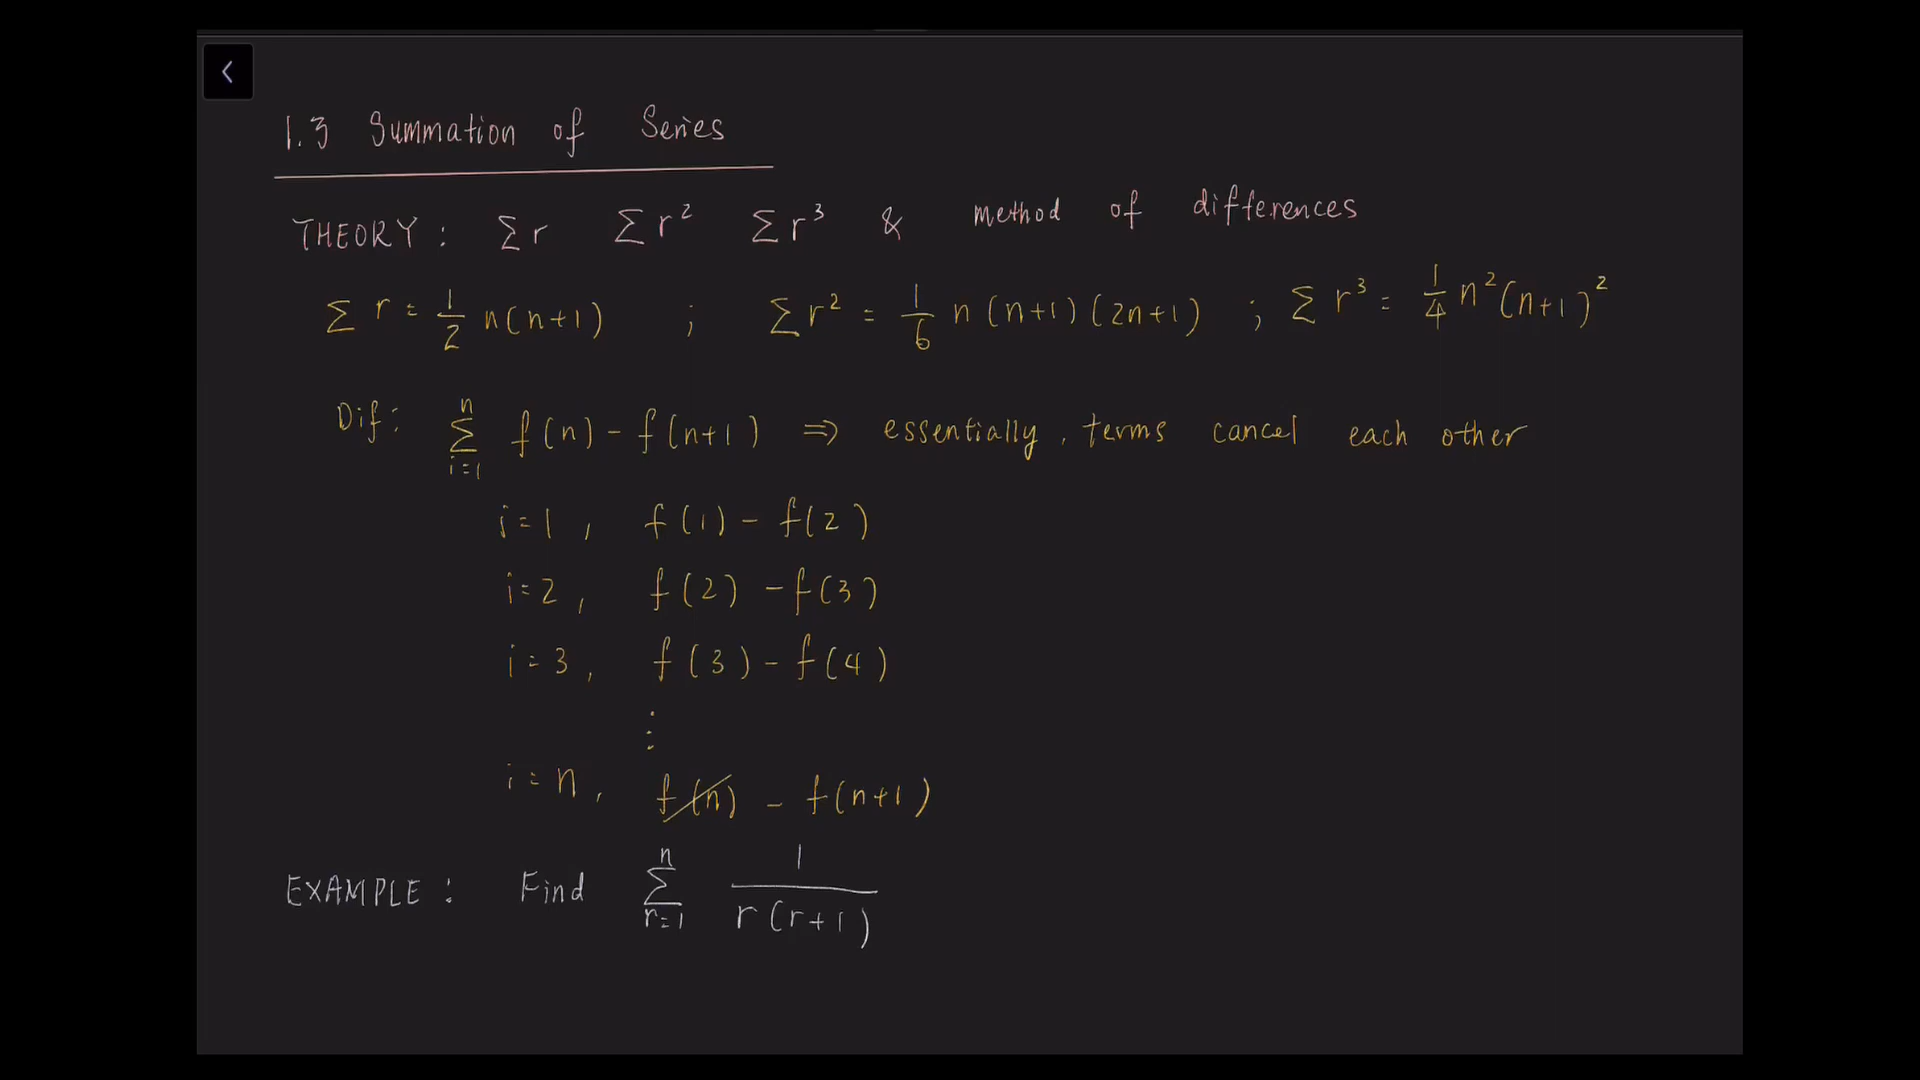 1.3 Summation of Series
THEORY: Σr Σr² Σr³ & method of differences
Σ r = 1/2 n(n+1) ; Σr² = 1/6 n(n+1)(2n+1) ; Σ r³ = 1/4 n²(n+1)²
Dif: Σ_{i=1}^{n} f(n) - f(n+1) ⇒ essentially, terms cancel each other
i=1, f(1) - f(2)
i=2, f(2) - f(3)
i=3, f(3) - f(4)
⋮
i=n, f(n) - f(n+1)
EXAMPLE: Find Σ_{r=1}^{n} 1/(r(r+1))